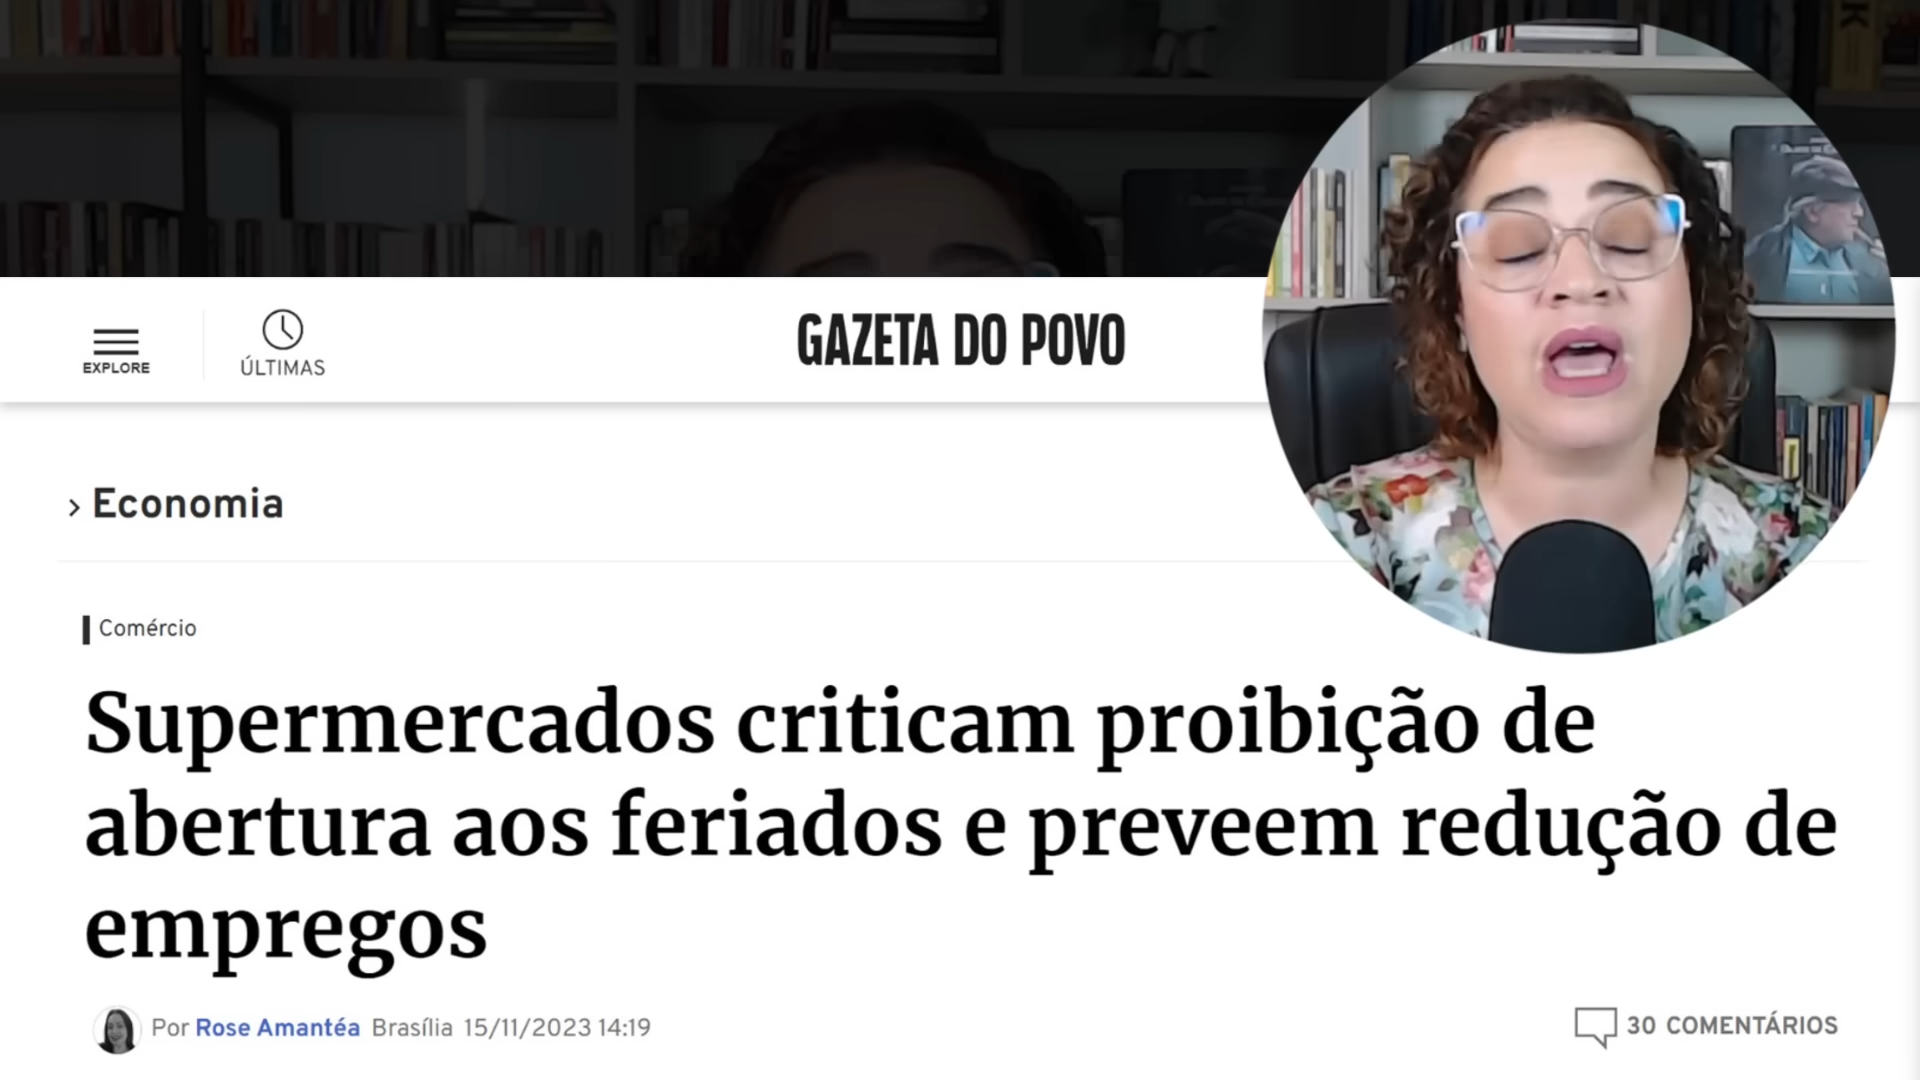 EXPLORE
ÚLTIMAS
GAZETA DO POVO
Economia
Comércio
Supermercados criticam proibição de
abertura aos feriados e preveem redução de
empregos
Por Rose Amantéa Brasília 15/11/2023 14:19
30 COMENTÁRIOS